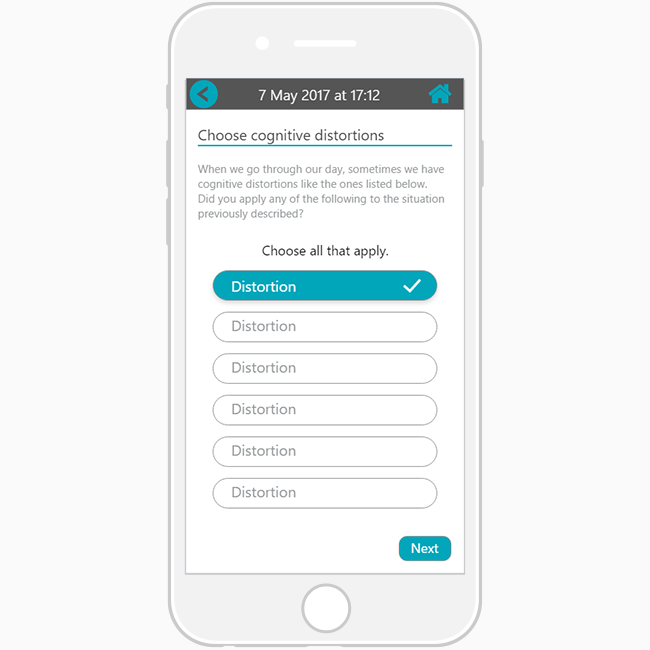 7 May 2017 at 17:12
Choose cognitive distortions
When we go through our day, sometimes we have
cognitive distortions like the ones listed below.
Did you apply any of the following to the situation
previously described?
Choose all that apply.
Distortion
Distortion
Distortion
Distortion
Distortion
Distortion
Next